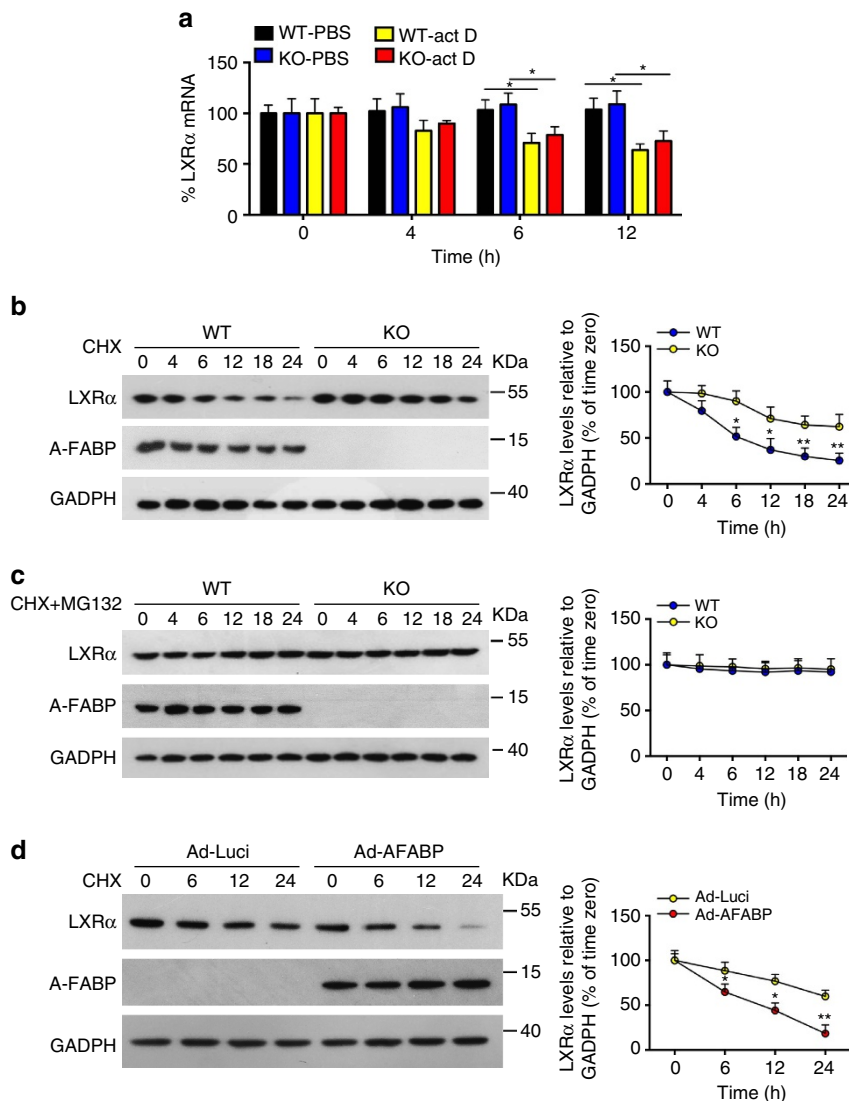 a
WT-PBS
WT-act D
KO-PBS
KO-act D
% LXRα mRNA
150
100
50
0
* * * *
0 4 6 12
Time (h)
b
WT KO
CHX
0 4 6 12 18 24 0 4 6 12 18 24 KDa
LXRα
55
A-FABP
15
GADPH
40
WT
KO
LXRα levels relative to
GADPH (% of time zero)
150
100
50
0
* * ** **
0 4 6 12 18 24
Time (h)
c
WT KO
CHX+MG132
0 4 6 12 18 24 0 4 6 12 18 24 KDa
LXRα
55
A-FABP
15
GADPH
40
WT
KO
LXRα levels relative to
GADPH (% of time zero)
150
100
50
0
0 4 6 12 18 24
Time (h)
d
Ad-Luci Ad-AFABP
CHX 0 6 12 24 0 6 12 24 KDa
LXRα
55
A-FABP
15
GADPH
40
Ad-Luci
Ad-AFABP
LXRα levels relative to
GADPH (% of time zero)
150
100
50
0
* * **
0 6 12 24
Time (h)